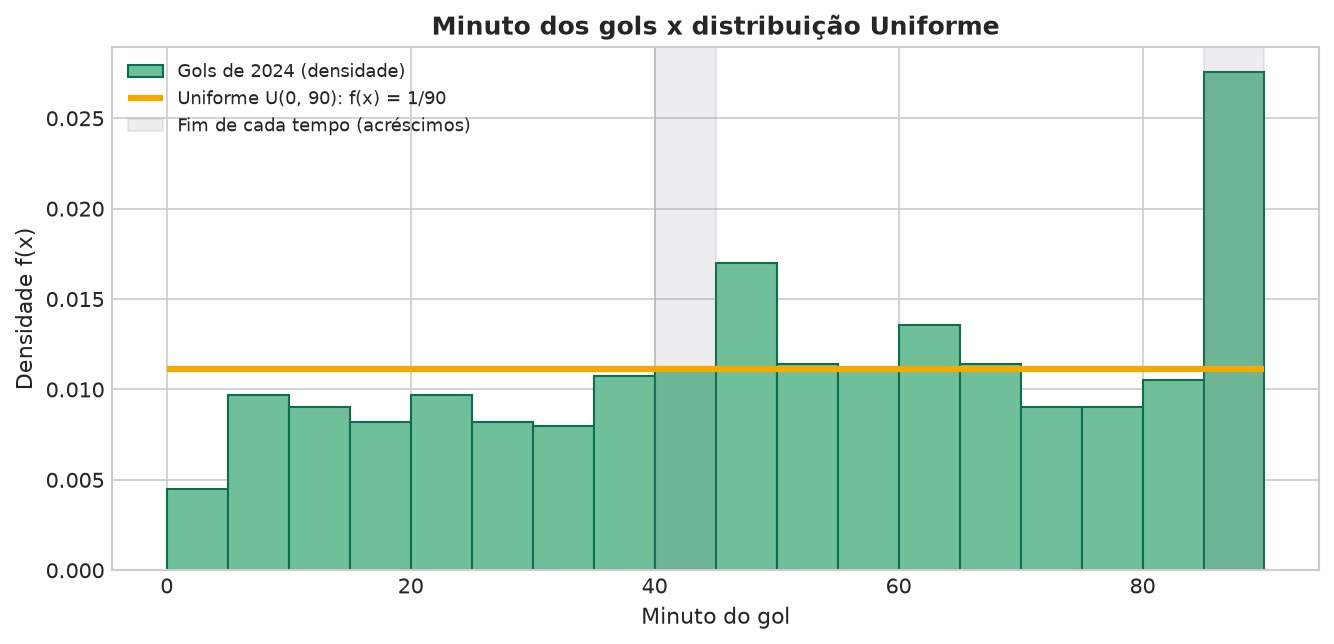 Minuto dos gols x distribuição Uniforme
Gols de 2024 (densidade)
Uniforme U(0, 90): f(x) = 1/90
Fim de cada tempo (acréscimos)
Densidade f(x)
0.025
0.020
0.015
0.010
0.005
0.000
0 20 40 60 80
Minuto do gol